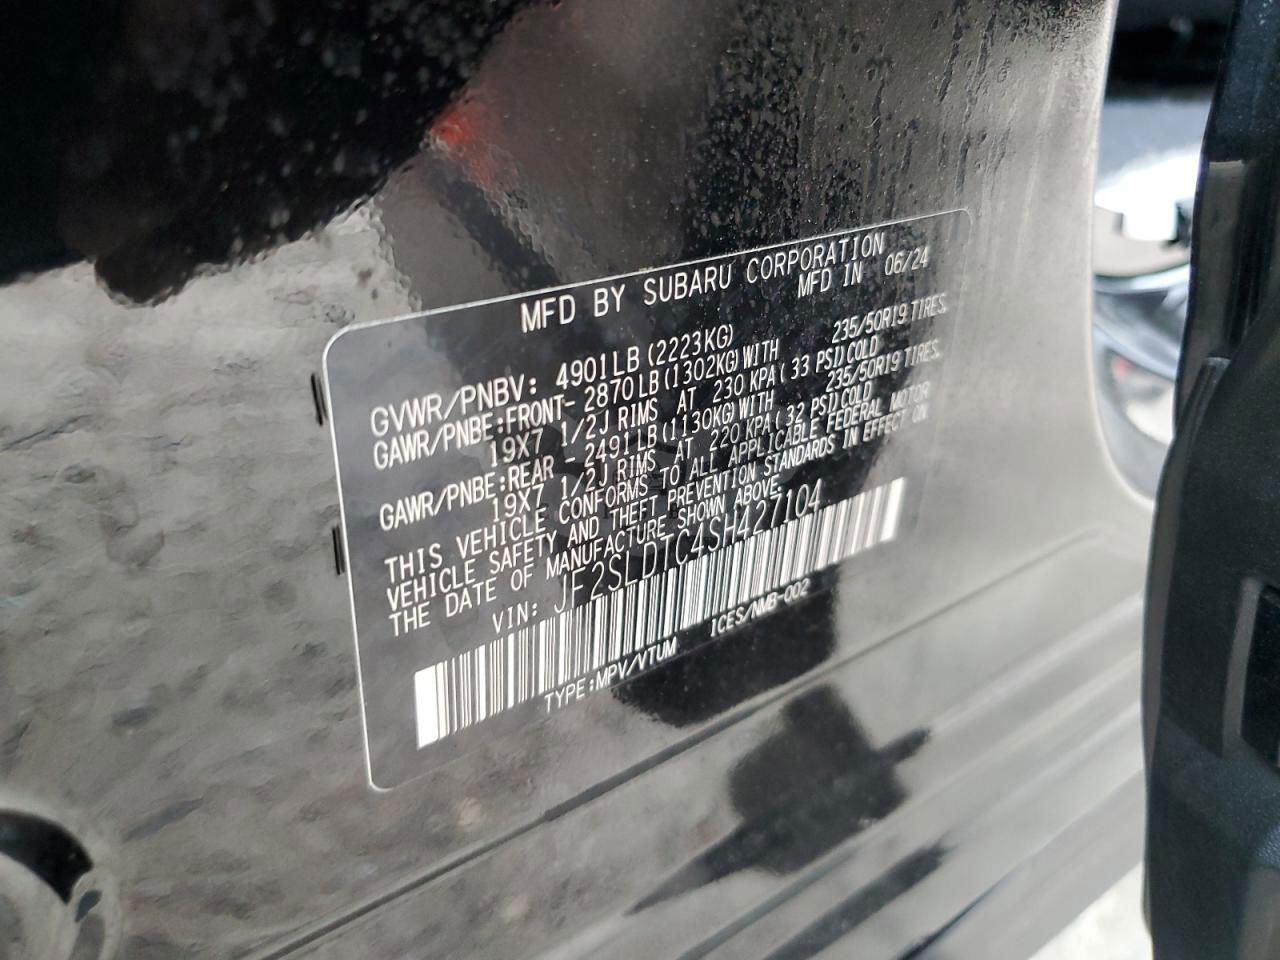 MFD BY SUBARU CORPORATION
MFD IN 06/24
GVWR/PNBV: 4901LB (2223KG)
GAWR/PNBE:FRONT- 2870LB(1302KG)WITH 235/50R19 TIRES,
19X7 1/2J RIMS AT 230 KPA( 33 PSI)COLD
GAWR/PNBE:REAR - 2491LB(1130KG)WITH 235/50R19 TIRES,
19X7 1/2J RIMS AT 220 KPA( 32 PSI)COLD
THIS VEHICLE CONFORMS TO ALL APPLICABLE FEDERAL MOTOR
VEHICLE SAFETY AND THEFT PREVENTION STANDARDS IN EFFECT ON
THE DATE OF MANUFACTURE SHOWN ABOVE.
VIN: JF2SLDTC4SH427104
TYPE:MPV/VTUM ICES/NMB-002